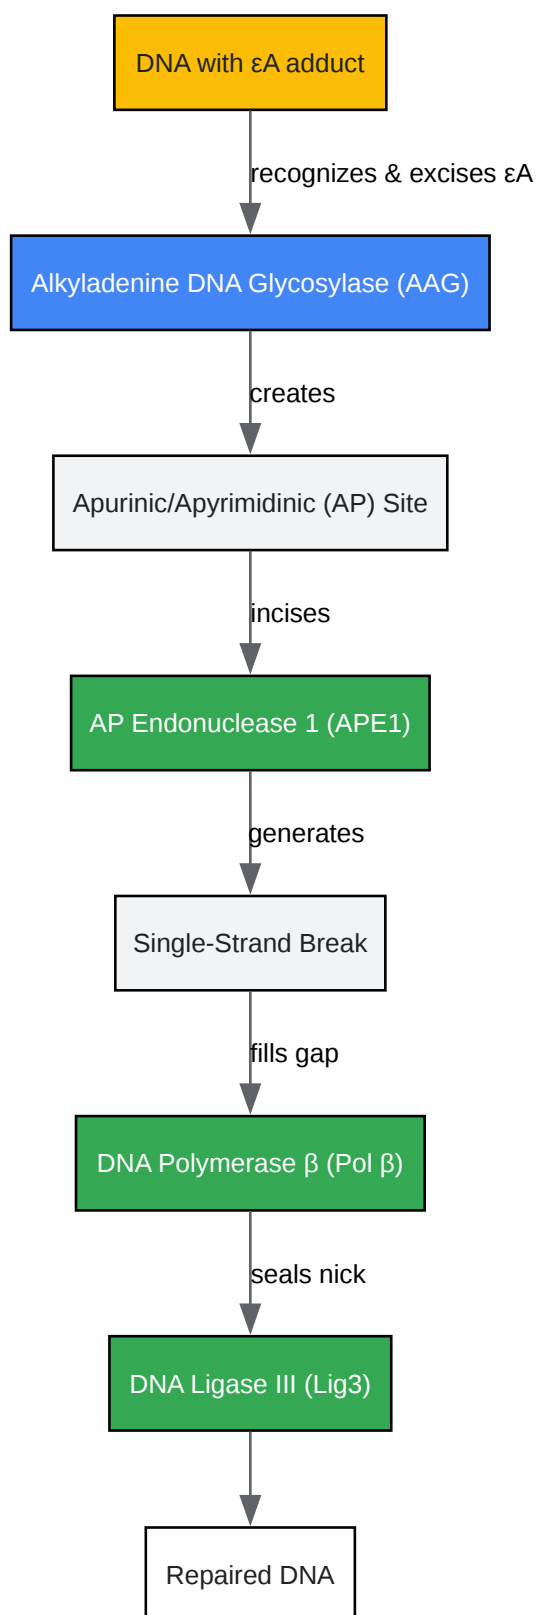 DNA with εA adduct
recognizes & excises εA
Alkyladenine DNA Glycosylase (AAG)
creates
Apurinic/Apyrimidinic (AP) Site
incises
AP Endonuclease 1 (APE1)
generates
Single-Strand Break
fills gap
DNA Polymerase β (Pol β)
seals nick
DNA Ligase III (Lig3)
Repaired DNA